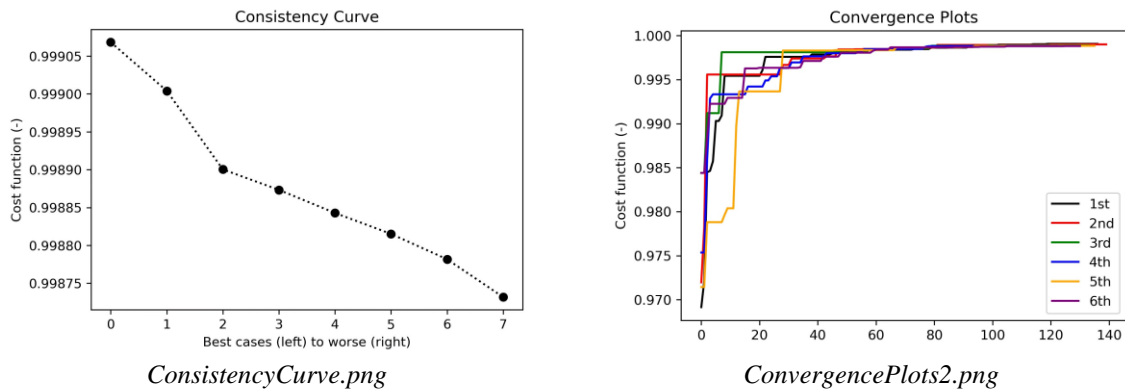 Consistency Curve
Cost function (-)
0.999905
0.99900
0.99895
0.99890
0.99885
0.99880
0.99875
0 1 2 3 4 5 6 7
Best cases (left) to worse (right)
ConsistencyCurve.png
Convergence Plots
Cost function (-)
1.000
0.995
0.990
0.985
0.980
0.975
0.970
0 20 40 60 80 100 120 140
1st
2nd
3rd
4th
5th
6th
ConvergencePlots2.png